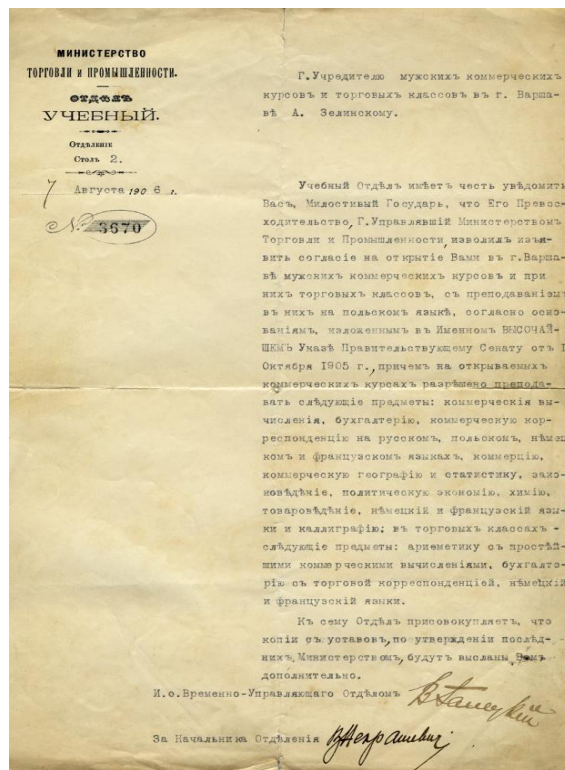 МИНИСТЕРСТВО
ТОРГОВЛИ и ПРОМЫШЛЕННОСТИ.
ОТДѢЛЪ
УЧЕБНЫЙ.
Отдѣленіе
Столъ 2.
7 Августа 1906 г.
№ 3670
Г.Учредителю мужскихъ коммерческихъ
курсовъ и торговыхъ классовъ въ г. Варша-
вѣ А. Зелинскому.
Учебный Отдѣлъ имѣетъ честь увѣдомить
Васъ, Милостивый Государь, что Его Превос-
ходительство, Г.Управлявшій Министерствомъ
Торговли и Промышленности, изволилъ изъя-
вить согласіе на открытіе Вами въ г.Варша-
вѣ мужскихъ коммерческихъ курсовъ и при
нихъ торговыхъ классовъ, съ преподаваніемъ
въ нихъ на польскомъ языкѣ, согласно осно-
ваніямъ, изложеннымъ въ Именномъ ВЫСОЧАЙ-
ШЕМЪ Указѣ Правительствующему Сенату отъ 1
Октября 1905 г., причемъ на открываемыхъ
коммерческихъ курсахъ разрѣшено препода-
вать слѣдующіе предметы: коммерческія вы-
численія, бухгалтерію, коммерческую кор-
респонденцію на русскомъ, польскомъ, нѣмец
комъ и французскомъ языкахъ, коммерцію,
коммерческую географію и статистику, зако-
новѣдѣніе, политическую экономію, химію,
товаровѣдѣніе, нѣмецкій и французскій язы-
ки и каллиграфію; въ торговыхъ классахъ -
слѣдующіе предметы: ариөметику съ простѣй-
шими коммерческими вычисленіями, бухгалте-
рію съ торговой корреспонденціей, нѣмецкій
и французскій языки.
Къ сему Отдѣлъ присовокупляетъ, что
копіи съ уставовъ, по утвержденіи послѣд-
нихъ Министерствомъ, будутъ высланы Вамъ
дополнительно.
И.о.Временно-Управляющаго Отдѣломъ
За Начальника Отдѣленія